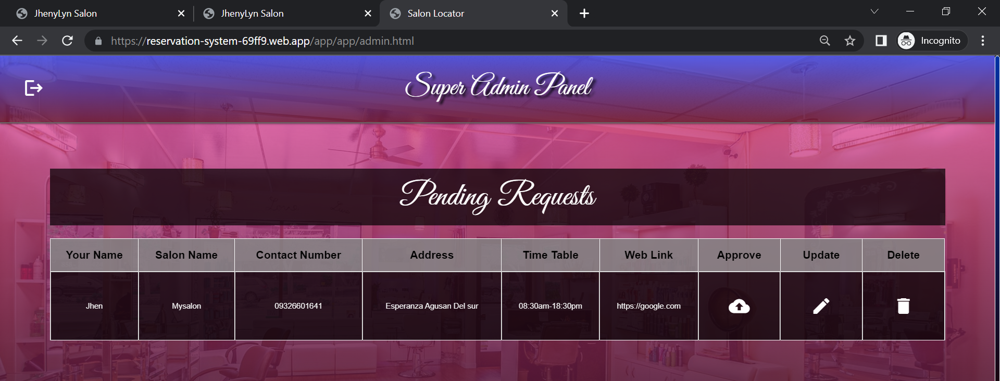 JhenyLyn Salon
JhenyLyn Salon
Salon Locator
https://reservation-system-69ff9.web.app/app/app/admin.html
Incognito
Super Admin Panel
Pending Requests
Your Name Salon Name Contact Number Address Time Table Web Link Approve Update Delete
Jhen Mysalon 09326601641 Esperanza Agusan Del sur 08:30am-18:30pm https://google.com